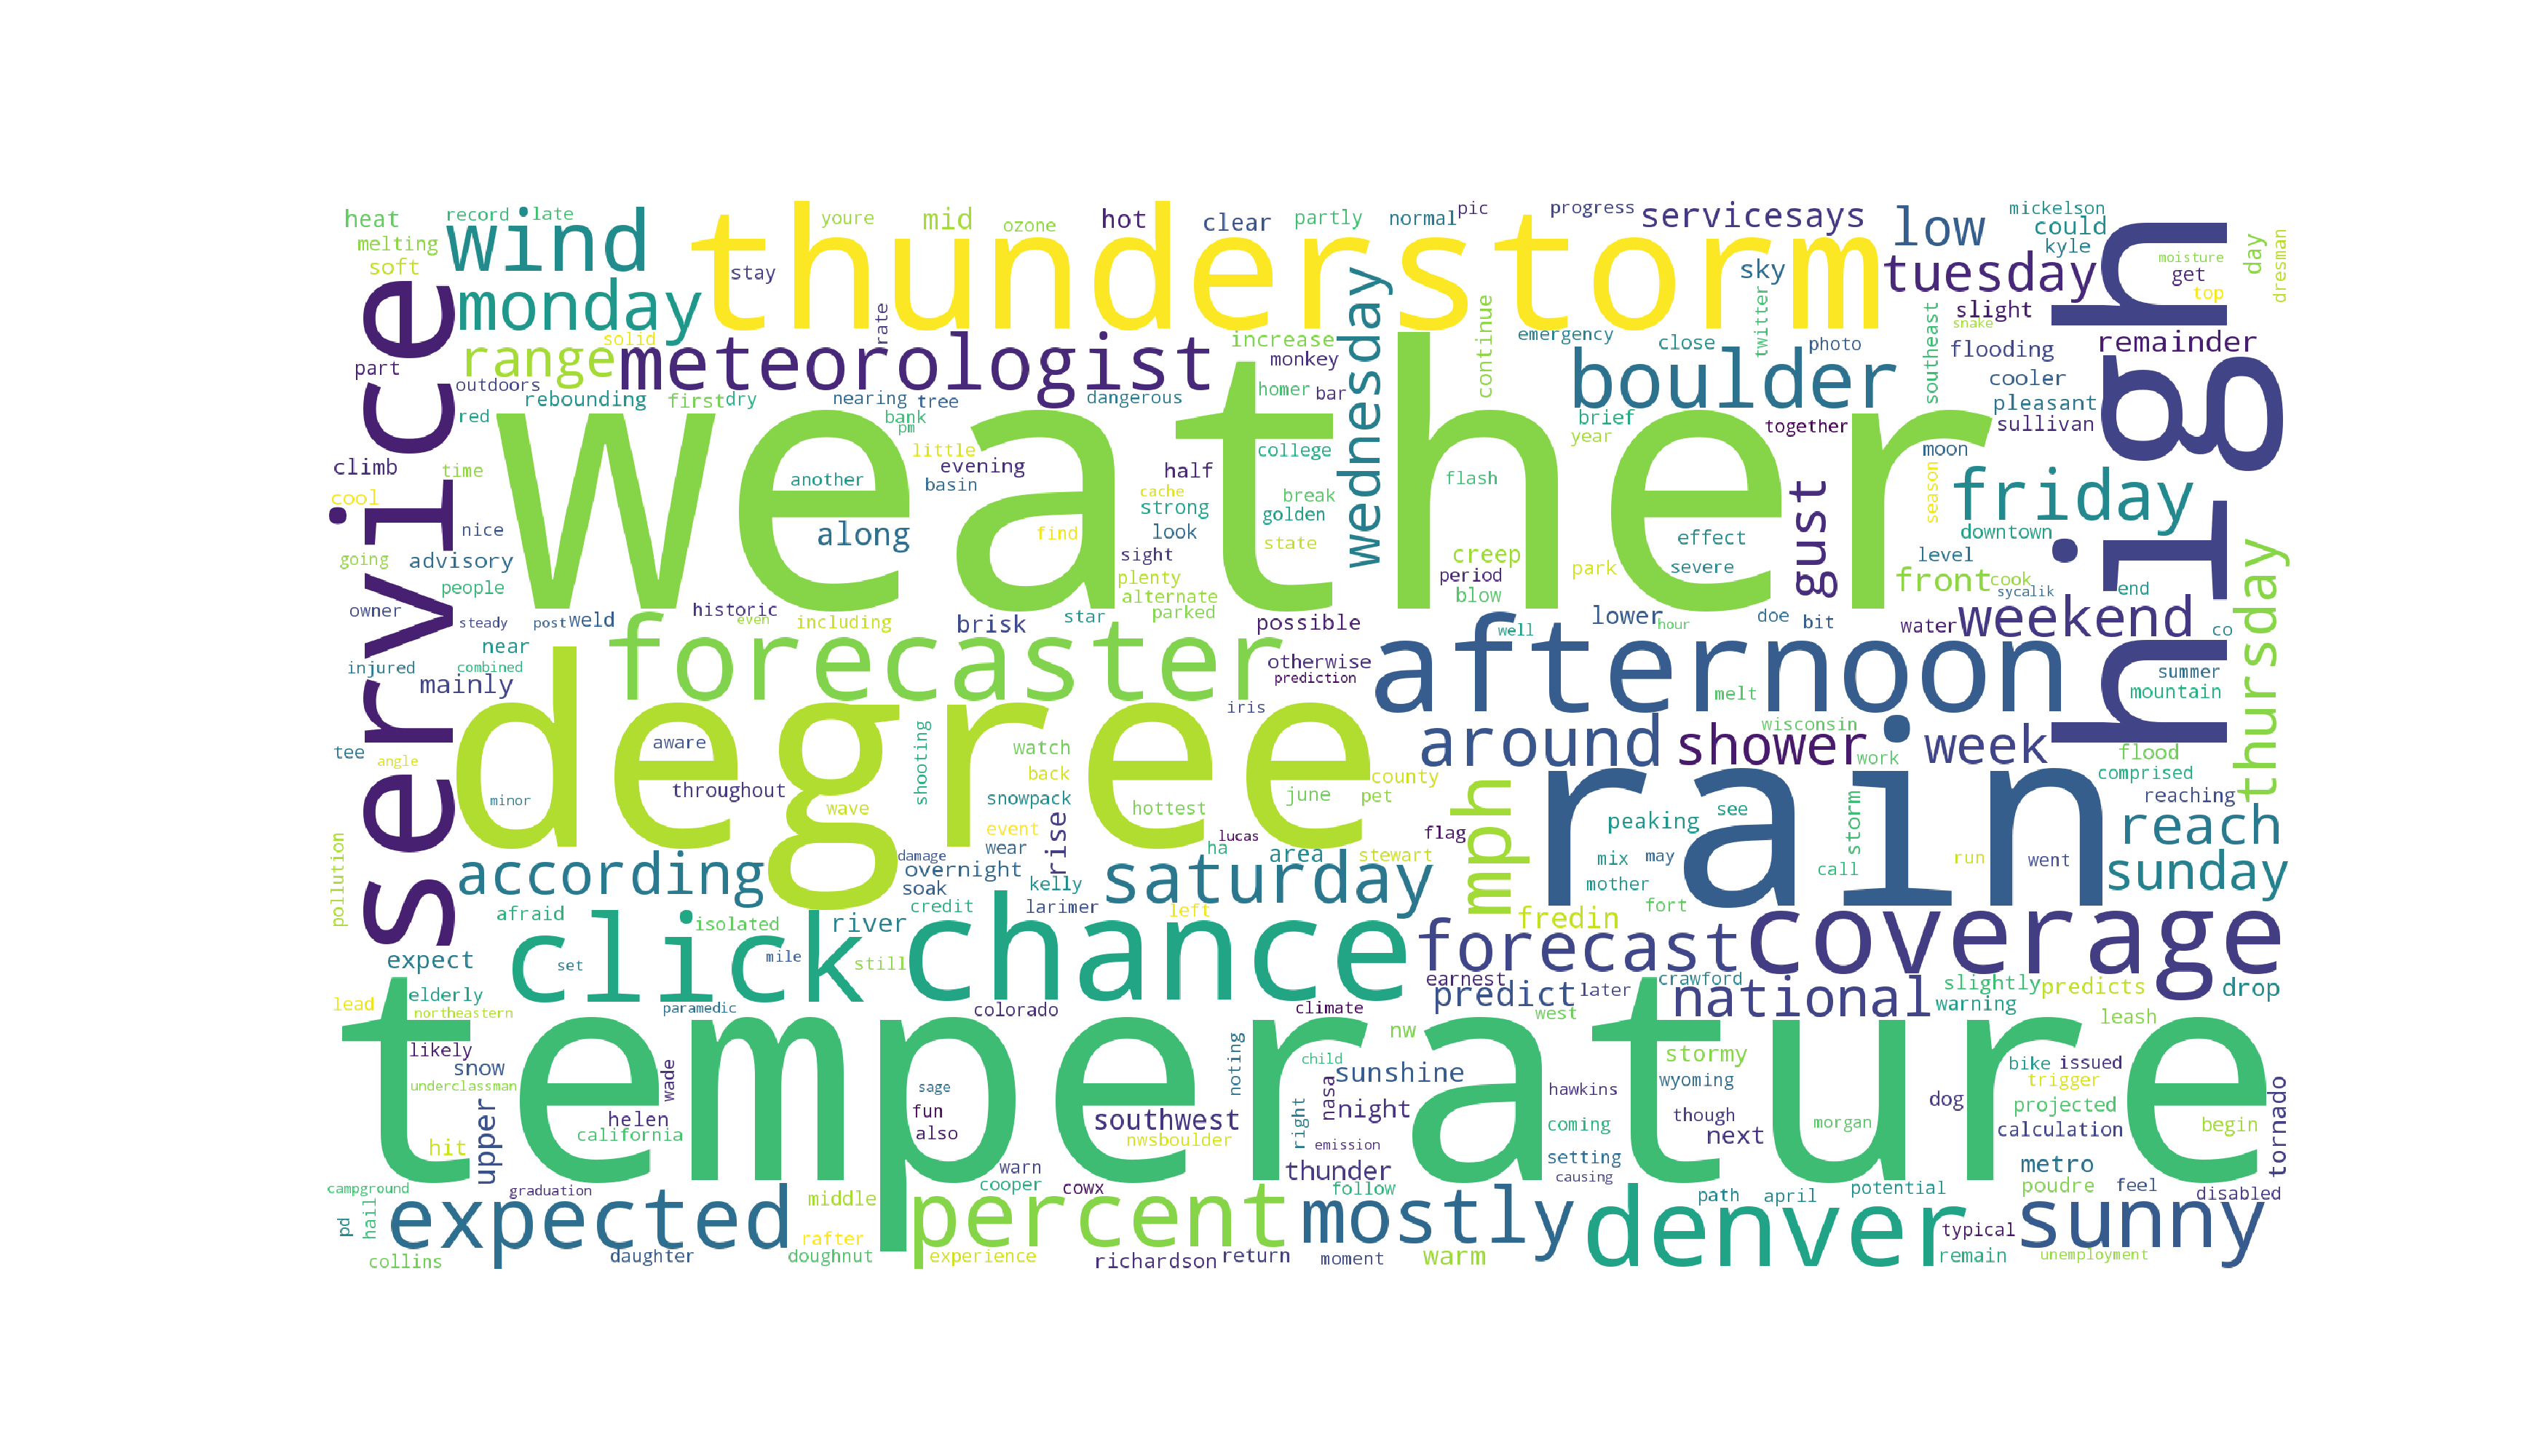 heat record late youre mid ozone hot clear partly normal pic progress servicesays low mickelson
wind thunderstorm could
melting kyle
soft stay sky tuesday moisture get day dresman
service monday wednesday twitter slight top high
rate solid increase continue emergency close photo southeast snake flooding remainder
range meteorologist monkey boulder
part outdoors homer bar cooler
rebounding first dry nearing tree dangerous pleasant
red bank brief together sullivan
pm year
weather
little college moon
climb time evening half flash friday
another basin cache break season
cool strong golden
nice along find look state effect gust downtown
going advisory sight creep level
people plenty period park severe front cook thursday
alternate blow sycalik end
owner historic parked lower doe bit weekend
steady post weld even including brisk star possible well hour water co
near forecaster afternoon
injured combined otherwise summer
mainly prediction melt mountain
degree iris wisconsin
tee aware shooting watch around shower work week flood
angle back county comprised
throughout june pet mph rain reaching
minor wave snowpack hottest see
pollution event lucas flag peaking storm reach
wear rise ha area stewart mix may run went
according damage overnight saturday call sunday
soak kelly mother
afraid credit larimer left fort
isolated river fredin coverage
click chance forecast
expect set mile still
elderly earnest crawford slightly predicts drop
lead predict later national warning
northeastern paramedic colorado climate west leash
temperature
likely noting nw stormy
snow wade child sunshine bike issued
underclassman sage nasa hawkins wyoming trigger tornado
upper helen fun southwest night dog projected
california also right coming though morgan calculation begin
hit nwsboulder emission next
warn thunder setting metro
campground graduation cooper cowx follow causing potential poudre feel
expected middle percent mostly path april denver disabled
pd hail typical sunny
rafter
collins daughter doughnut experience richardson return moment warm remain unemployment